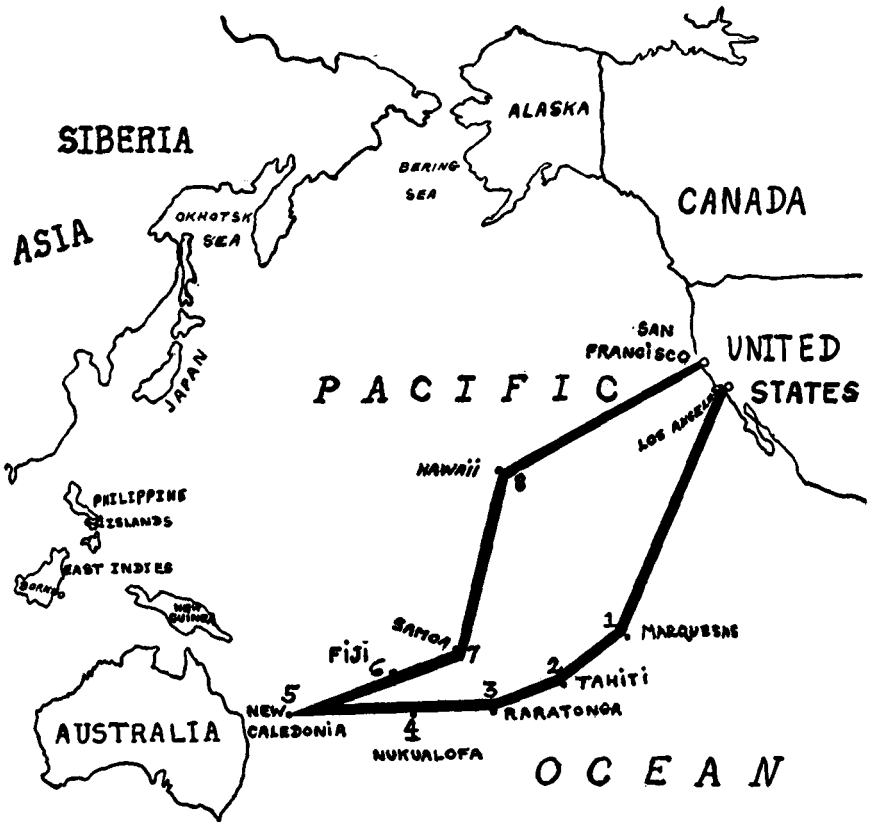 ALASKA
SIBERIA
BERING
SEA
CANADA
OKHOTSK
SEA
ASIA
SAN
FRANCISCO
UNITED
STATES
JAPAN
PACIFIC
LOS ANGELES
HAWAII
8
PHILIPPINE
ISLANDS
EAST INDIES
BORNEO
NEW
GUINEA
1
MARQUESAS
SAMOA
7
FIJI
6
2
TAHITI
5
3
NEW
CALEDONIA
RARATONGA
4
AUSTRALIA
NUKUALOFA
OCEAN